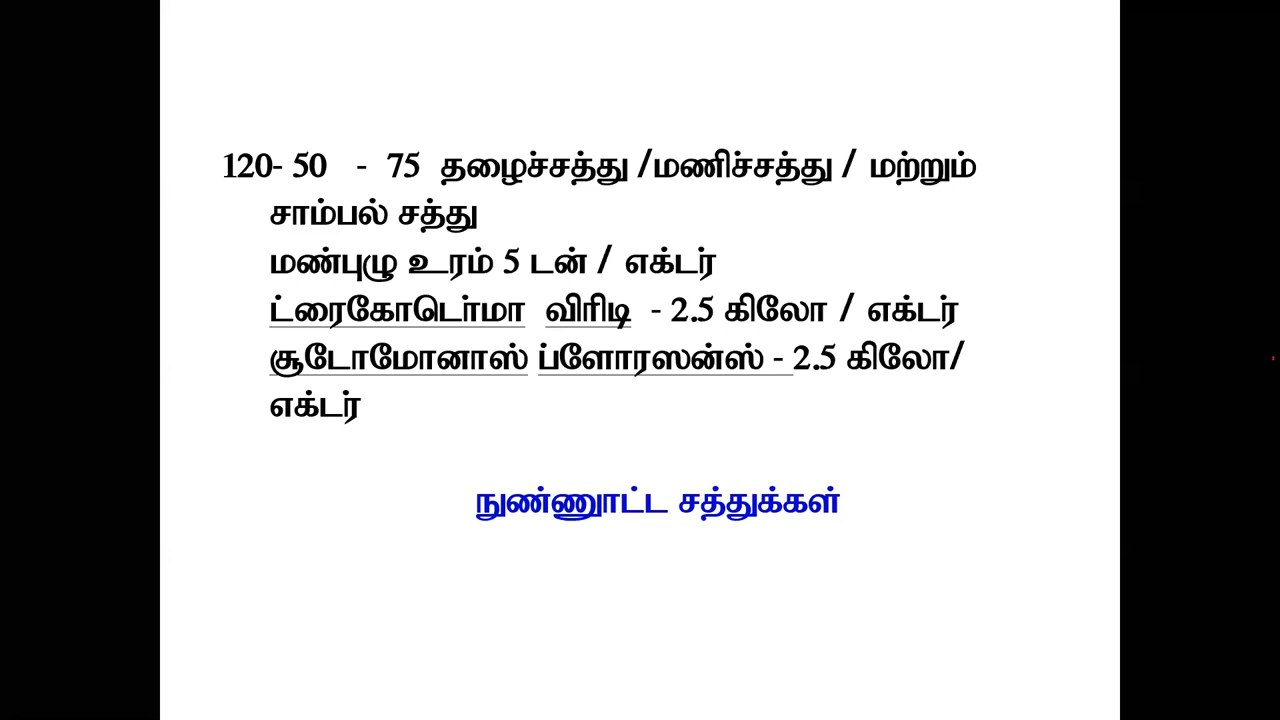 120- 50 - 75 தழைச்சத்து /மணிச்சத்து / மற்றும்
சாம்பல் சத்து
மண்புழு உரம் 5 டன் / எக்டர்
ட்ரைகோடெர்மா விரிடி - 2.5 கிலோ / எக்டர்
சூடோமோனாஸ் ப்ளோரஸன்ஸ் - 2.5 கிலோ/
எக்டர்
நுண்ணூட்ட சத்துக்கள்